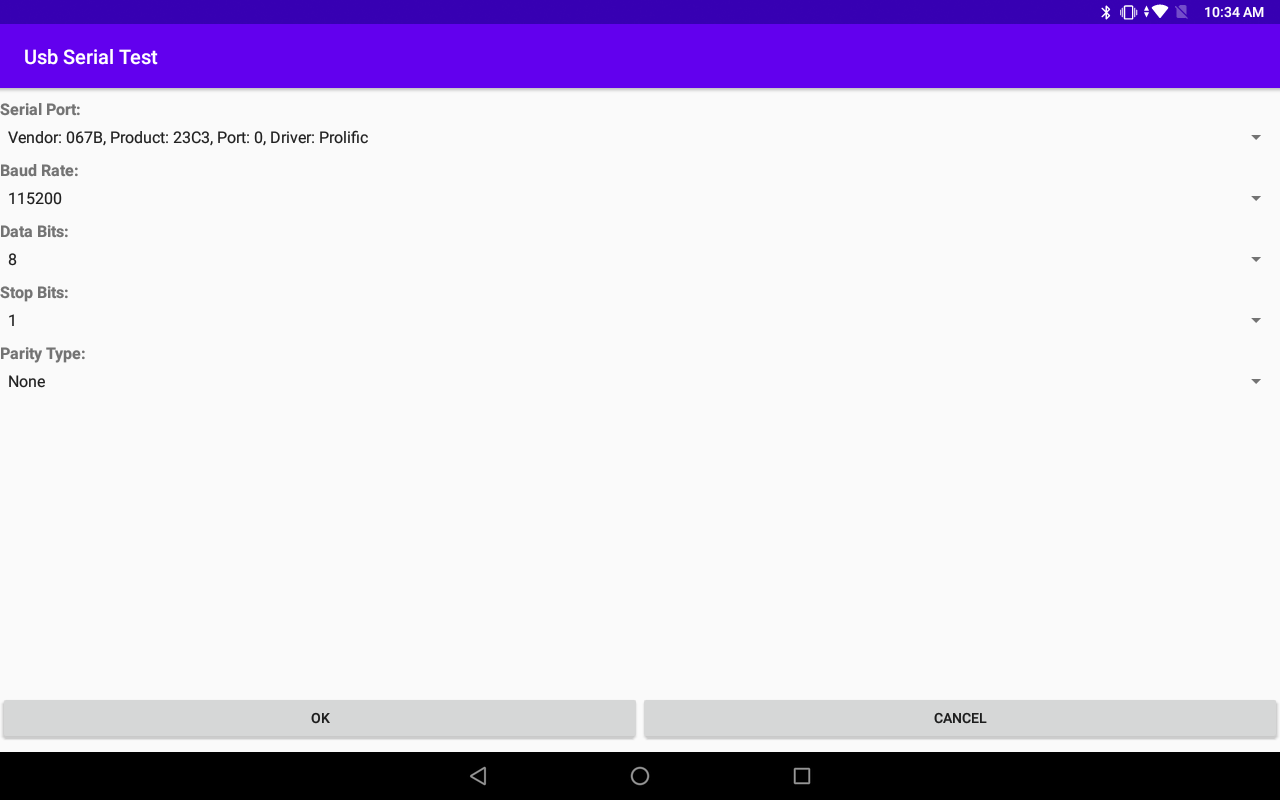 10:34 AM
Usb Serial Test
Serial Port:
Vendor: 067B, Product: 23C3, Port: 0, Driver: Prolific
Baud Rate:
115200
Data Bits:
8
Stop Bits:
1
Parity Type:
None
OK
CANCEL